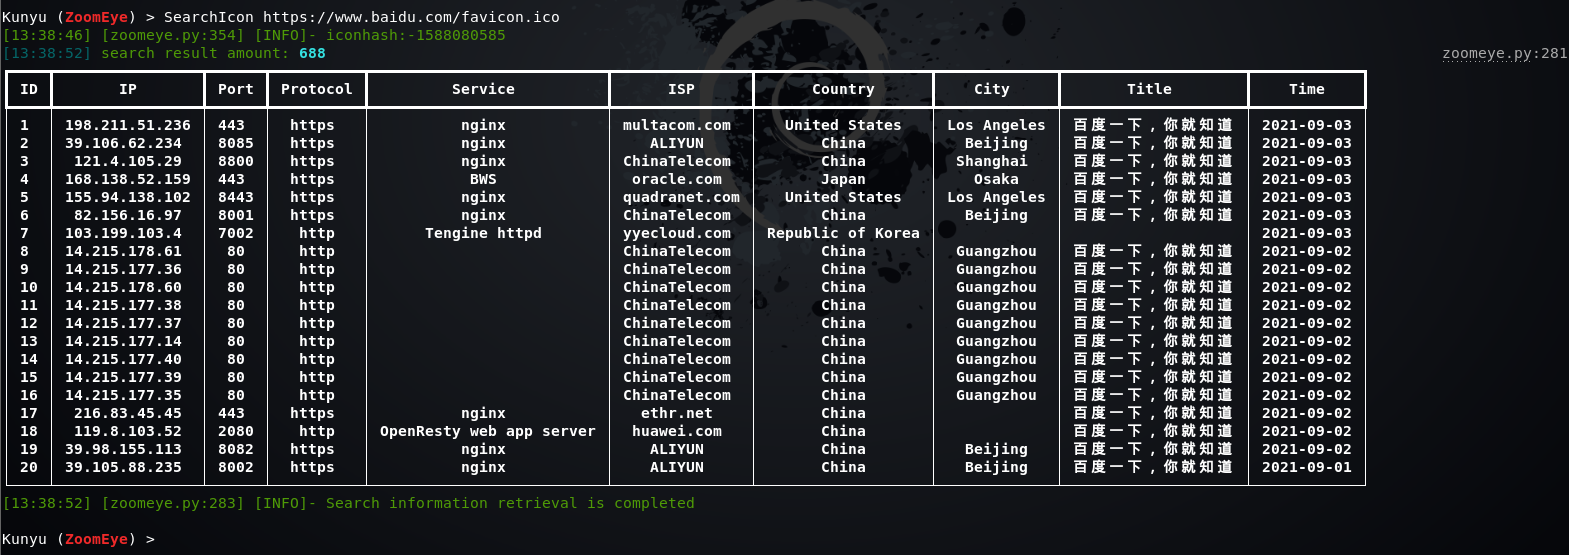 Kunyu (ZoomEye) > SearchIcon https://www.baidu.com/favicon.ico
[13:38:46] [zoomeye.py:354] [INFO]- iconhash:-1588080585
[13:38:52] search result amount: 688 zoomeye.py:281
ID IP Port Protocol Service ISP Country City Title Time
1 198.211.51.236 443 https nginx multacom.com United States Los Angeles 百度一下，你就知道 2021-09-03
2 39.106.62.234 8085 https nginx ALIYUN China Beijing 百度一下，你就知道 2021-09-03
3 121.4.105.29 8800 https nginx ChinaTelecom China Shanghai 百度一下，你就知道 2021-09-03
4 168.138.52.159 443 https BWS oracle.com Japan Osaka 百度一下，你就知道 2021-09-03
5 155.94.138.102 8443 https nginx quadranet.com United States Los Angeles 百度一下，你就知道 2021-09-03
6 82.156.16.97 8001 https nginx ChinaTelecom China Beijing 百度一下，你就知道 2021-09-03
7 103.199.103.4 7002 http Tengine httpd yyecloud.com Republic of Korea 2021-09-03
8 14.215.178.61 80 http ChinaTelecom China Guangzhou 百度一下，你就知道 2021-09-02
9 14.215.177.36 80 http ChinaTelecom China Guangzhou 百度一下，你就知道 2021-09-02
10 14.215.178.60 80 http ChinaTelecom China Guangzhou 百度一下，你就知道 2021-09-02
11 14.215.177.38 80 http ChinaTelecom China Guangzhou 百度一下，你就知道 2021-09-02
12 14.215.177.37 80 http ChinaTelecom China Guangzhou 百度一下，你就知道 2021-09-02
13 14.215.177.14 80 http ChinaTelecom China Guangzhou 百度一下，你就知道 2021-09-02
14 14.215.177.40 80 http ChinaTelecom China Guangzhou 百度一下，你就知道 2021-09-02
15 14.215.177.39 80 http ChinaTelecom China Guangzhou 百度一下，你就知道 2021-09-02
16 14.215.177.35 80 http ChinaTelecom China Guangzhou 百度一下，你就知道 2021-09-02
17 216.83.45.45 443 https nginx ethr.net China 百度一下，你就知道 2021-09-02
18 119.8.103.52 2080 http OpenResty web app server huawei.com China 百度一下，你就知道 2021-09-02
19 39.98.155.113 8082 https nginx ALIYUN China Beijing 百度一下，你就知道 2021-09-02
20 39.105.88.235 8002 https nginx ALIYUN China Beijing 百度一下，你就知道 2021-09-01
[13:38:52] [zoomeye.py:283] [INFO]- Search information retrieval is completed
Kunyu (ZoomEye) >